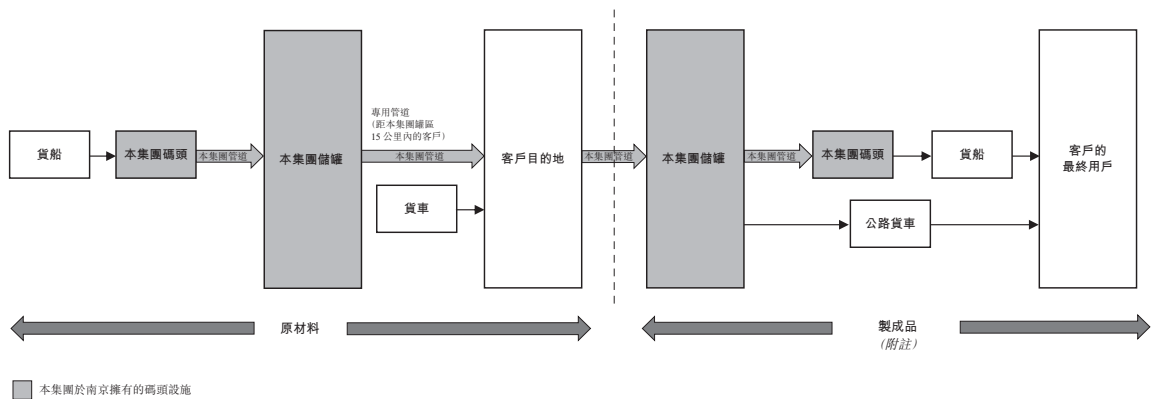 專用管道
(距本集團罐區
15 公里內的客戶)
貨船
本集團碼頭
本集團管道
本集團儲罐
本集團管道
客戶目的地
本集團管道
本集團儲罐
本集團管道
本集團碼頭
貨船
客戶的
最終用戶
貨車
公路貨車
原材料
製成品
(附註)
本集團於南京擁有的碼頭設施